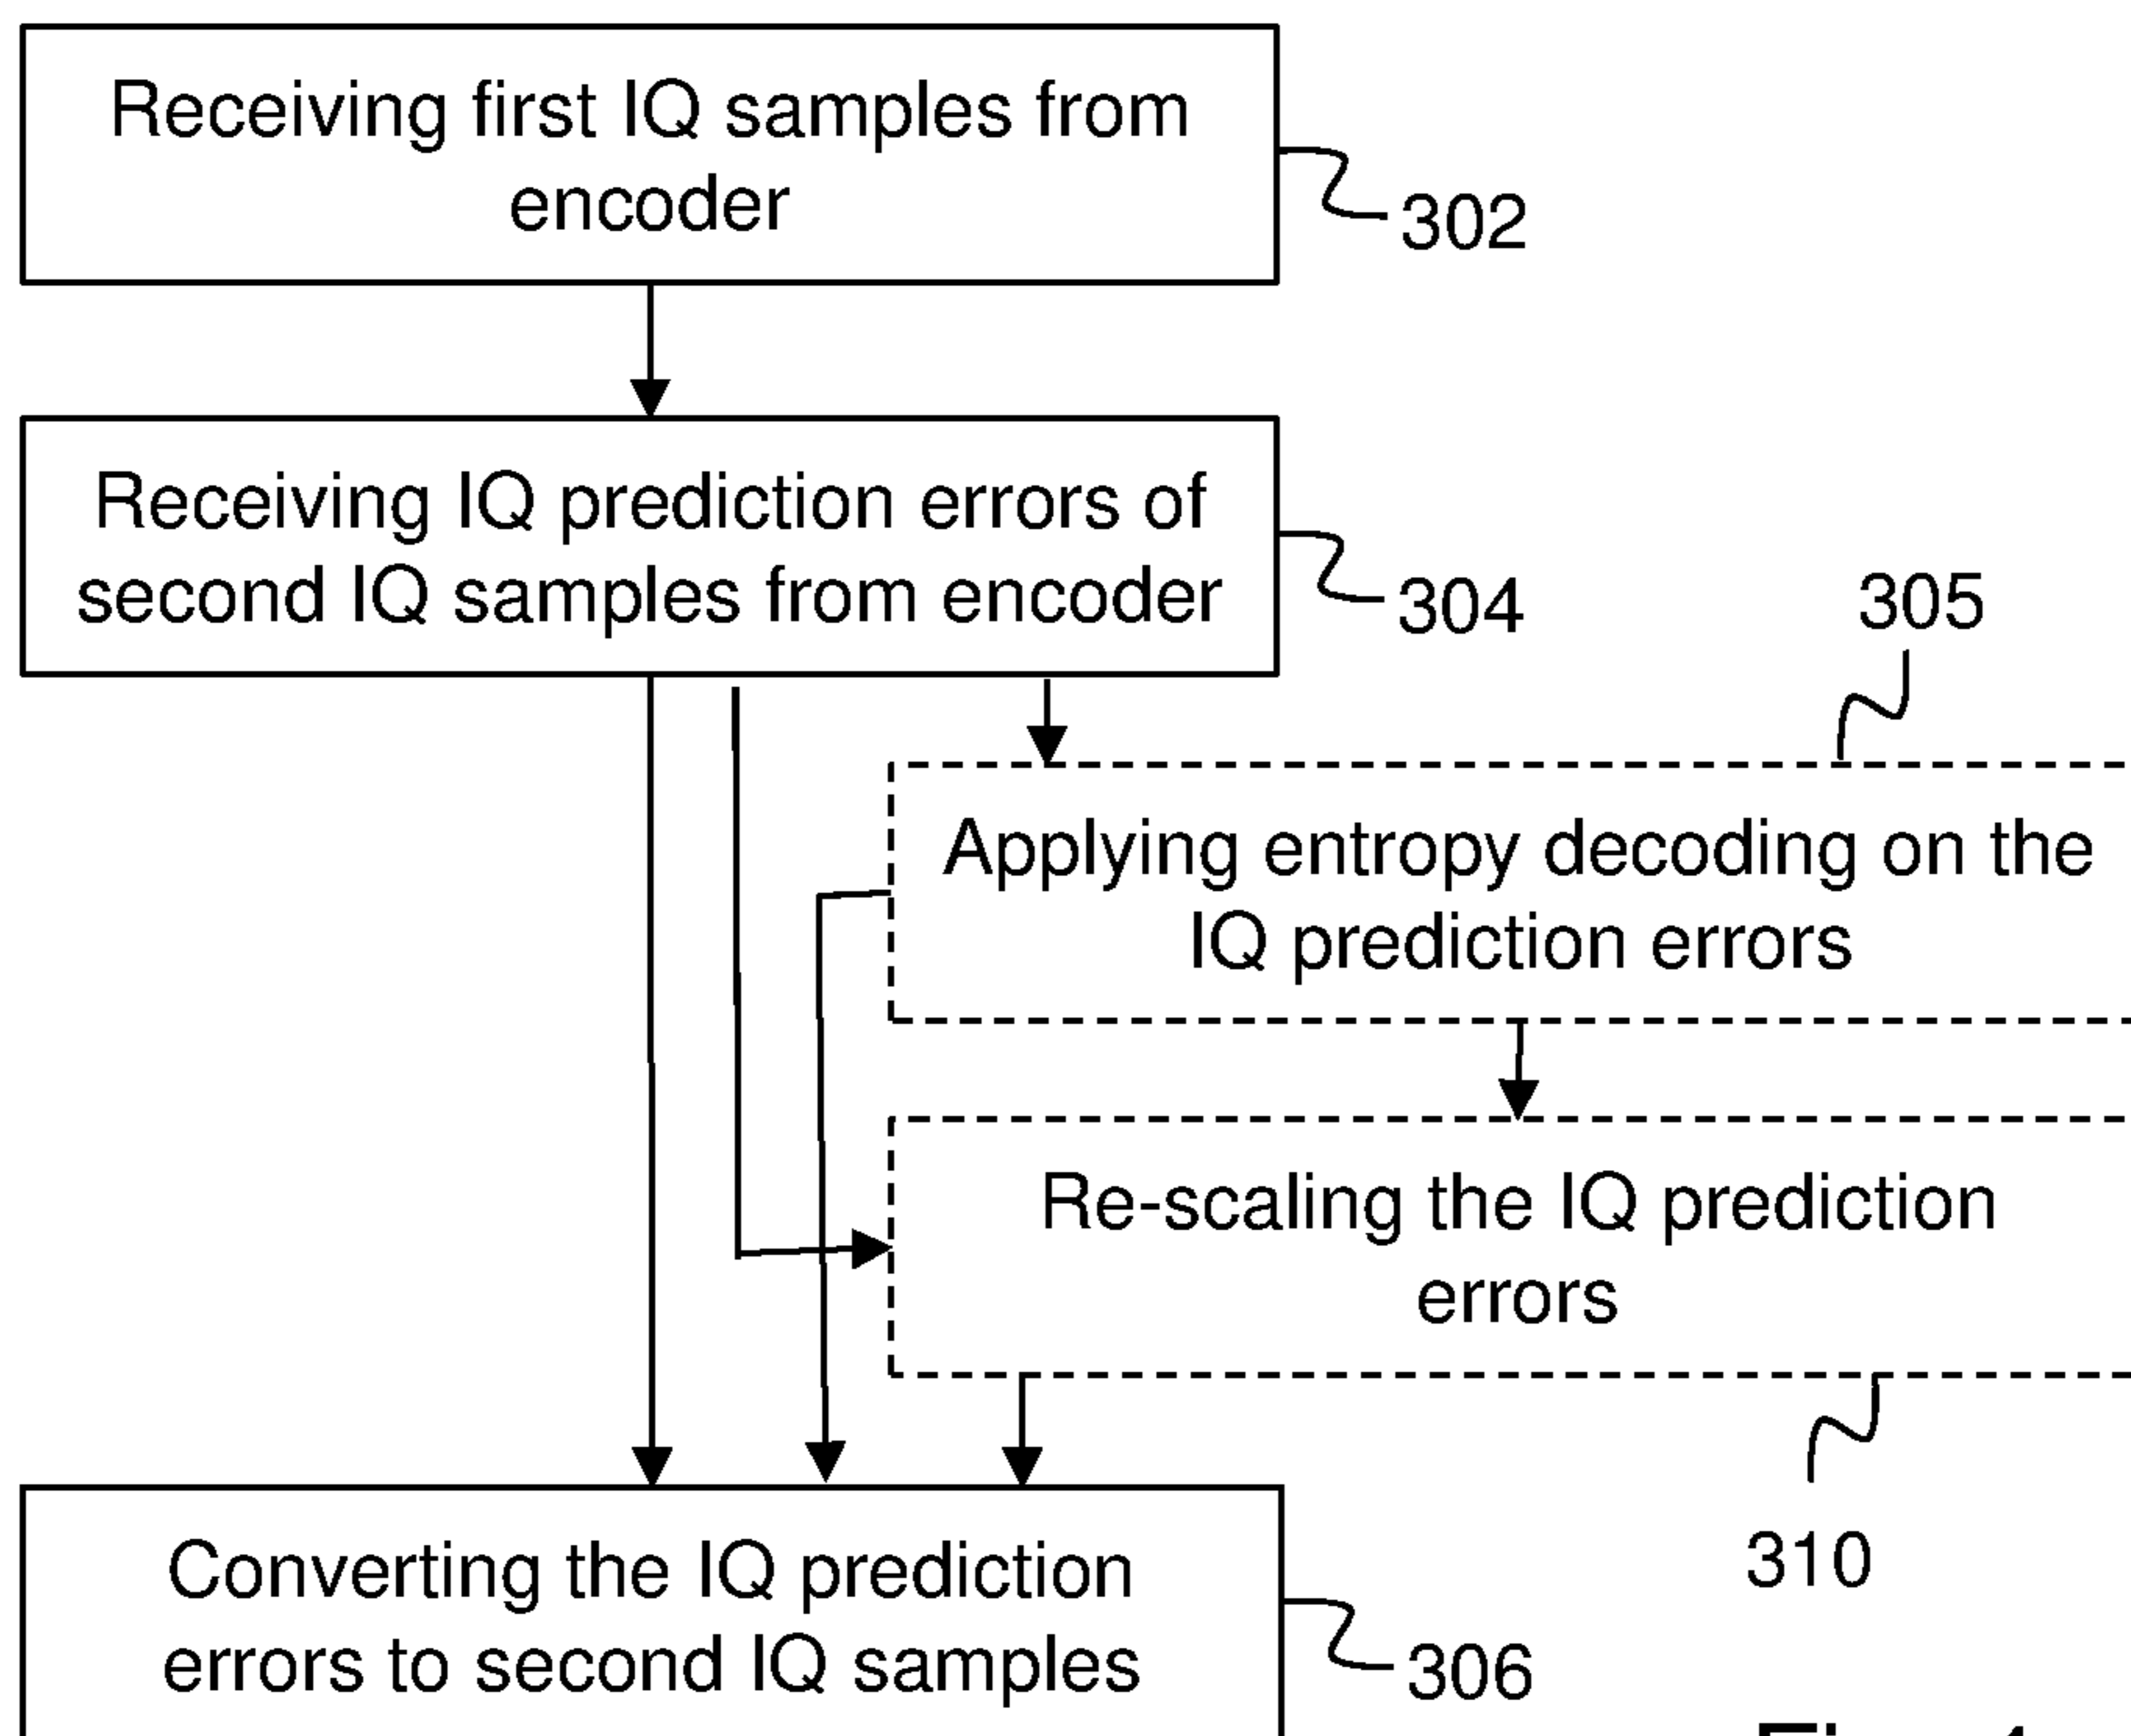 Receiving first IQ samples from
encoder
302
Receiving IQ prediction errors of
second IQ samples from encoder
304
305
Applying entropy decoding on the
IQ prediction errors
Re-scaling the IQ prediction
errors
310
Converting the IQ prediction
errors to second IQ samples
306